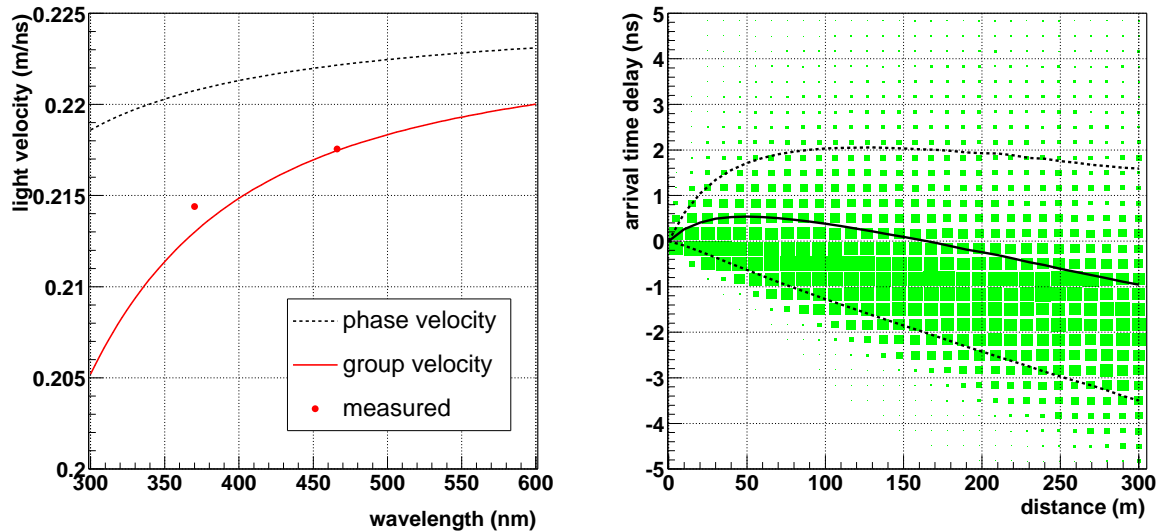 light velocity (m/ns)
0.225
0.22
0.215
0.21
0.205
0.2
300 350 400 450 500 550 600
wavelength (nm)
phase velocity
group velocity
measured
arrival time delay (ns)
5
4
3
2
1
0
-1
-2
-3
-4
-5
0 50 100 150 200 250 300
distance (m)